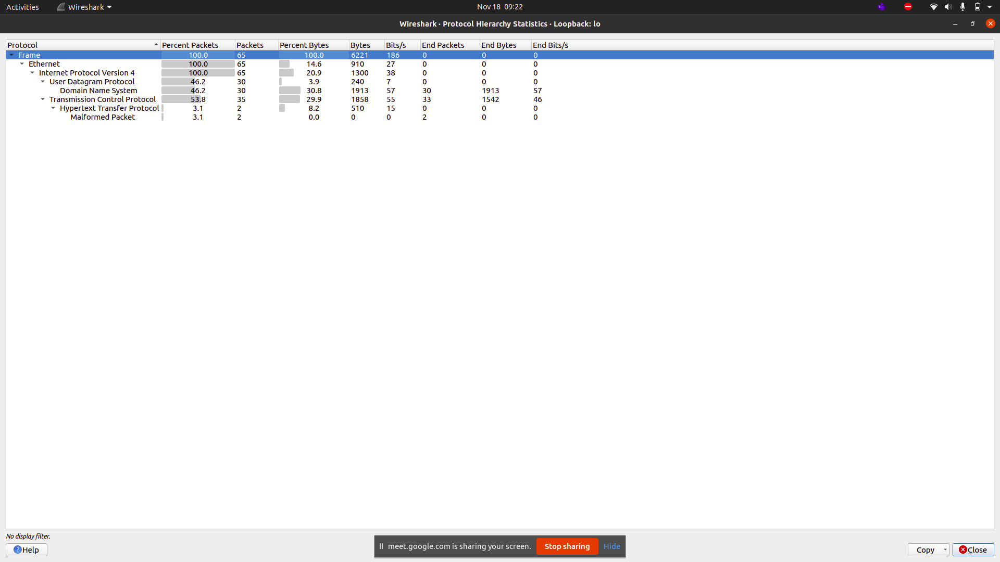 Activities Wireshark Nov 18 09:22
Wireshark · Protocol Hierarchy Statistics · Loopback: lo
Protocol Percent Packets Packets Percent Bytes Bytes Bits/s End Packets End Bytes End Bits/s
Frame 100.0 65 100.0 6221 186 0 0 0
Ethernet 100.0 65 14.6 910 27 0 0 0
Internet Protocol Version 4 100.0 65 20.9 1300 38 0 0 0
User Datagram Protocol 46.2 30 3.9 240 7 0 0 0
Domain Name System 46.2 30 30.8 1913 57 30 1913 57
Transmission Control Protocol 53.8 35 29.9 1858 55 33 1542 46
Hypertext Transfer Protocol 3.1 2 8.2 510 15 0 0 0
Malformed Packet 3.1 2 0.0 0 0 2 0 0
No display filter.
Help
meet.google.com is sharing your screen. Stop sharing Hide
Copy Close